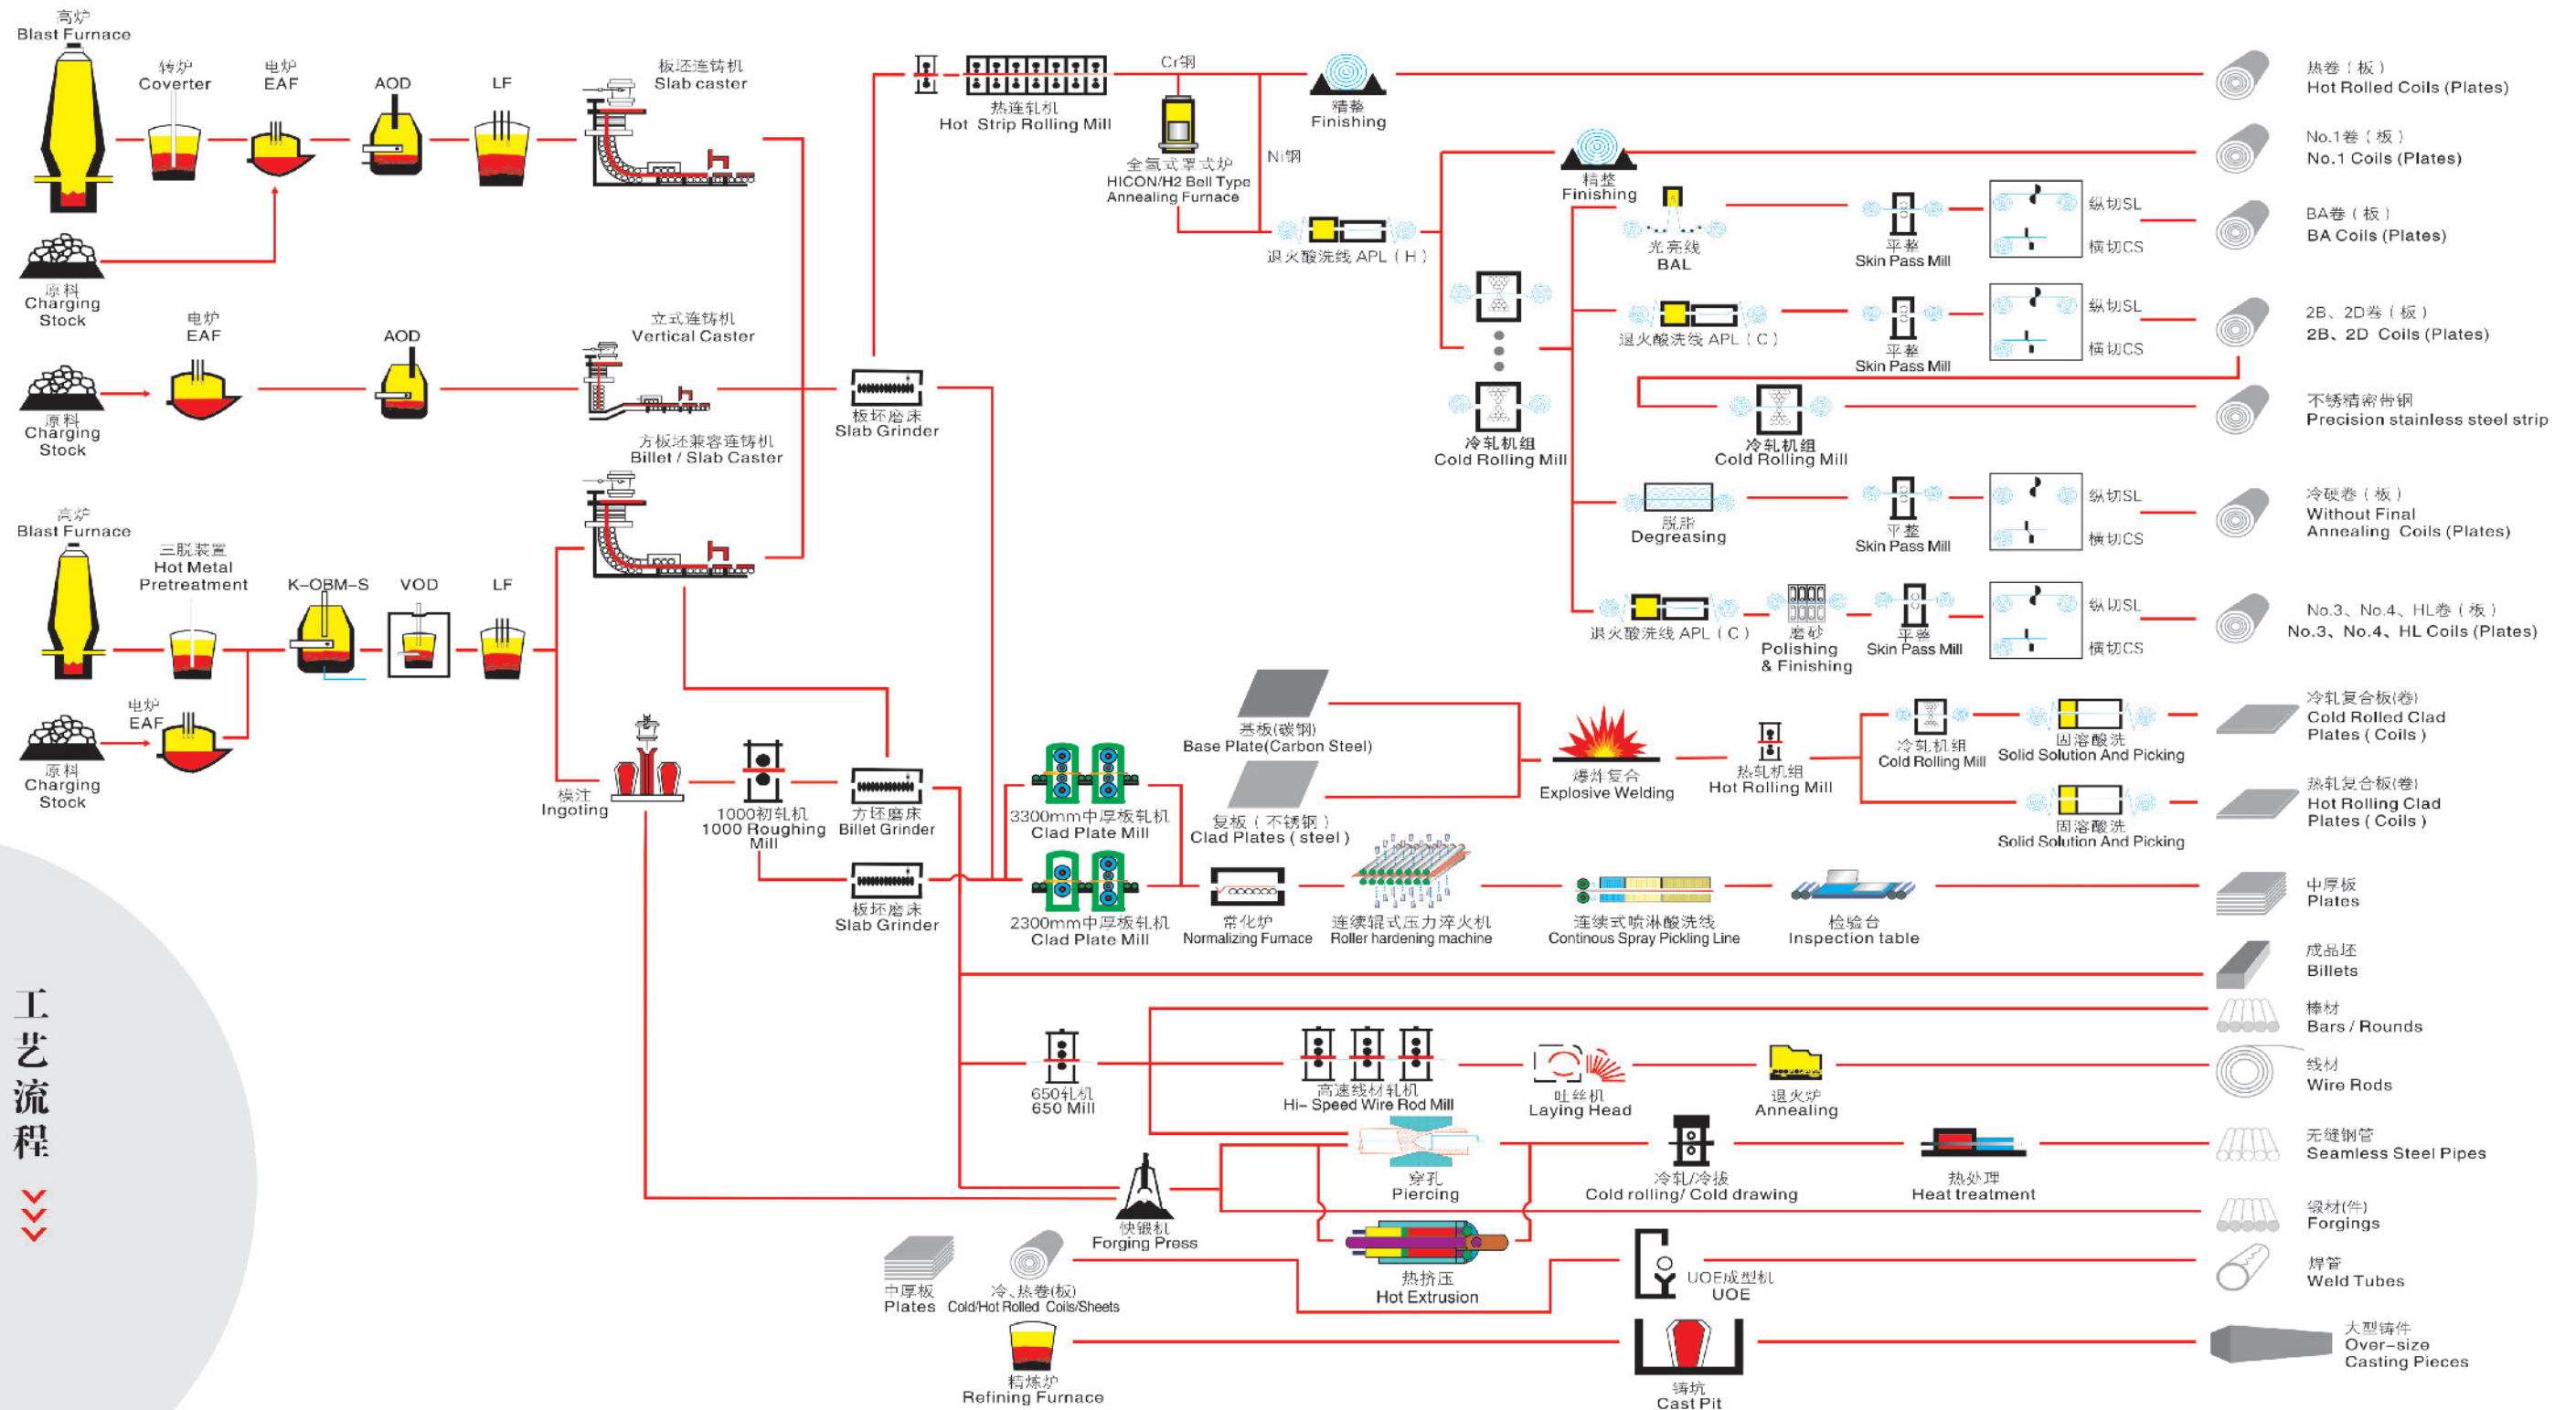 高炉
Blast Furnace
转炉
Coverter
电炉
EAF
AOD
LF
板坯连铸机
Slab caster
原料
Charging
Stock
电炉
EAF
AOD
立式连铸机
Vertical Caster
原料
Charging
Stock
方板坯兼容连铸机
Billet / Slab Caster
高炉
Blast Furnace
三脱装置
Hot Metal
Pretreatment
K-OBM-S
VOD
LF
电炉
EAF
原料
Charging
Stock
模注
Ingoting
1000初轧机
1000 Roughing
Mill
板坯磨床
Slab Grinder
方坯磨床
Billet Grinder
板坯磨床
Slab Grinder
热连轧机
Hot Strip Rolling Mill
Cr钢
全氢式罩式炉
HICON/H2 Bell Type
Annealing Furnace
Ni钢
精整
Finishing
退火酸洗线 APL ( H )
精整
Finishing
冷轧机组
Cold Rolling Mill
光亮线
BAL
平整
Skin Pass Mill
纵切SL
横切CS
退火酸洗线 APL ( C )
平整
Skin Pass Mill
纵切SL
横切CS
冷轧机组
Cold Rolling Mill
脱脂
Degreasing
平整
Skin Pass Mill
纵切SL
横切CS
退火酸洗线 APL ( C )
磨砂
Polishing
& Finishing
平整
Skin Pass Mill
纵切SL
横切CS
热卷（板）
Hot Rolled Coils (Plates)
No.1卷（板）
No.1 Coils (Plates)
BA卷（板）
BA Coils (Plates)
2B、2D卷（板）
2B、2D Coils (Plates)
不锈精密带钢
Precision stainless steel strip
冷硬卷（板）
Without Final
Annealing Coils (Plates)
No.3、No.4、HL卷（板）
No.3、No.4、HL Coils (Plates)
基板(碳钢)
Base Plate(Carbon Steel)
复板（不锈钢）
Clad Plates ( steel )
爆炸复合
Explosive Welding
热轧机组
Hot Rolling Mill
冷轧机组
Cold Rolling Mill
固溶酸洗
Solid Solution And Picking
固溶酸洗
Solid Solution And Picking
冷轧复合板(卷)
Cold Rolled Clad
Plates ( Coils )
热轧复合板(卷)
Hot Rolling Clad
Plates ( Coils )
3300mm中厚板轧机
Clad Plate Mill
2300mm中厚板轧机
Clad Plate Mill
常化炉
Normalizing Furnace
连续辊式压力淬火机
Roller hardening machine
连续式喷淋酸洗线
Continous Spray Pickling Line
检验台
Inspection table
中厚板
Plates
成品坯
Billets
棒材
Bars / Rounds
650轧机
650 Mill
高速线材轧机
Hi- Speed Wire Rod Mill
吐丝机
Laying Head
退火炉
Annealing
线材
Wire Rods
穿孔
Piercing
冷轧/冷拔
Cold rolling/ Cold drawing
热处理
Heat treatment
无缝钢管
Seamless Steel Pipes
快锻机
Forging Press
锻材(件)
Forgings
热挤压
Hot Extrusion
中厚板
Plates
冷、热卷(板)
Cold/Hot Rolled Coils/Sheets
UOE成型机
UOE
焊管
Weld Tubes
精炼炉
Refining Furnace
铸坑
Cast Pit
大型铸件
Over-size
Casting Pieces
工艺流程